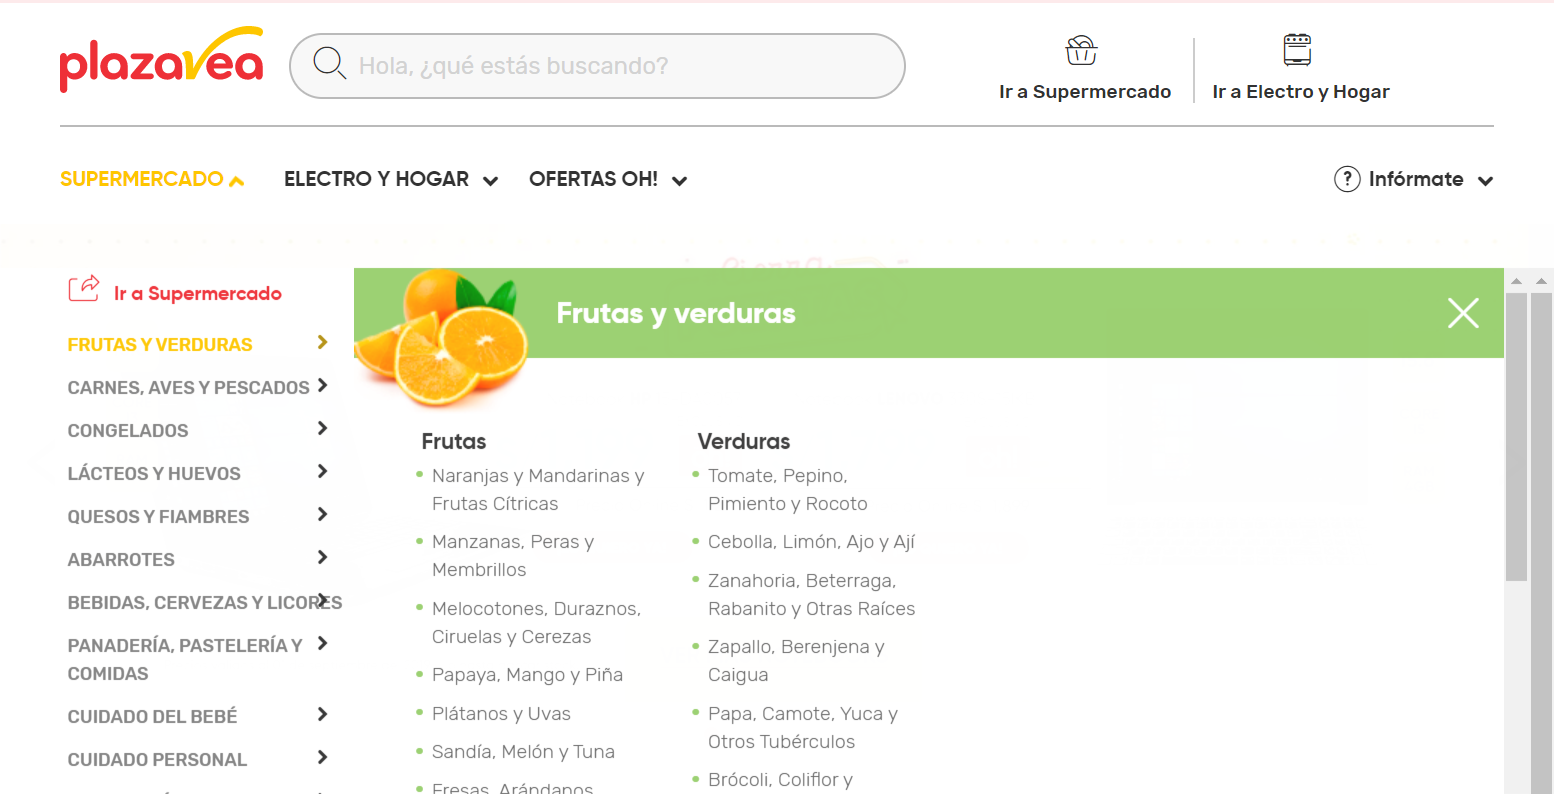 plazavea
Hola, ¿qué estás buscando?
Ir a Supermercado
Ir a Electro y Hogar
SUPERMERCADO
ELECTRO Y HOGAR
OFERTAS OH!
? Infórmate
Ir a Supermercado
FRUTAS Y VERDURAS
CARNES, AVES Y PESCADOS
CONGELADOS
LÁCTEOS Y HUEVOS
QUESOS Y FIAMBRES
ABARROTES
BEBIDAS, CERVEZAS Y LICORES
PANADERÍA, PASTELERÍA Y
COMIDAS
CUIDADO DEL BEBÉ
CUIDADO PERSONAL
Frutas y verduras
Frutas
Naranjas y Mandarinas y
Frutas Cítricas
Manzanas, Peras y
Membrillos
Melocotones, Duraznos,
Ciruelas y Cerezas
Papaya, Mango y Piña
Plátanos y Uvas
Sandía, Melón y Tuna
Fresas, Arándanos
Verduras
Tomate, Pepino,
Pimiento y Rocoto
Cebolla, Limón, Ajo y Ají
Zanahoria, Beterraga,
Rabanito y Otras Raíces
Zapallo, Berenjena y
Caigua
Papa, Camote, Yuca y
Otros Tubérculos
Brócoli, Coliflor y